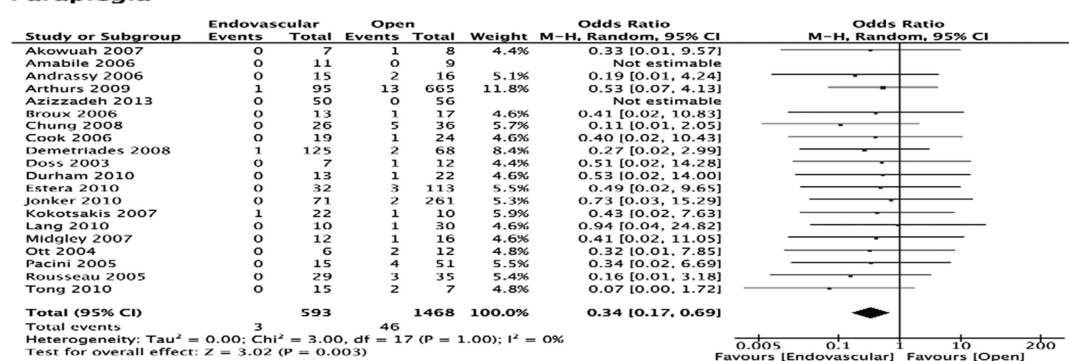 Endovascular Open Odds Ratio Odds Ratio
Study or Subgroup Events Total Events Total Weight M-H, Random, 95% CI M-H, Random, 95% CI
Akowuah 2007 0 7 1 8 4.4% 0.33 [0.01, 9.57]
Amabile 2006 0 11 0 9 Not estimable
Andrassy 2006 0 15 2 16 5.1% 0.19 [0.01, 4.24]
Arthurs 2009 1 95 13 665 11.8% 0.53 [0.07, 4.13]
Azizzadeh 2013 0 50 0 56 Not estimable
Broux 2006 0 13 1 17 4.6% 0.41 [0.02, 10.83]
Chung 2008 0 26 5 36 5.7% 0.11 [0.01, 2.05]
Cook 2006 0 19 1 24 4.6% 0.40 [0.02, 10.43]
Demetriades 2008 1 125 2 68 8.4% 0.27 [0.02, 2.99]
Doss 2003 0 7 1 12 4.4% 0.51 [0.02, 14.28]
Durham 2010 0 13 1 22 4.6% 0.53 [0.02, 14.00]
Estera 2010 0 32 3 113 5.5% 0.49 [0.02, 9.65]
Jonker 2010 0 71 2 261 5.3% 0.73 [0.03, 15.29]
Kokotsakis 2007 1 22 1 10 5.9% 0.43 [0.02, 7.63]
Lang 2010 0 10 1 30 4.6% 0.94 [0.04, 24.82]
Midgley 2007 0 12 1 16 4.6% 0.41 [0.02, 11.05]
Ott 2004 0 6 2 12 4.8% 0.32 [0.01, 7.85]
Pacini 2005 0 15 4 51 5.5% 0.34 [0.02, 6.69]
Rousseau 2005 0 29 3 35 5.4% 0.16 [0.01, 3.18]
Tong 2010 0 15 2 7 4.8% 0.07 [0.00, 1.72]
Total (95% CI) 593 1468 100.0% 0.34 [0.17, 0.69]
Total events 3 46
Heterogeneity: Tau² = 0.00; Chi² = 3.00, df = 17 (P = 1.00); I² = 0%
Test for overall effect: Z = 3.02 (P = 0.003)
0.005 0.1 1 10 200
Favours [Endovascular] Favours [Open]